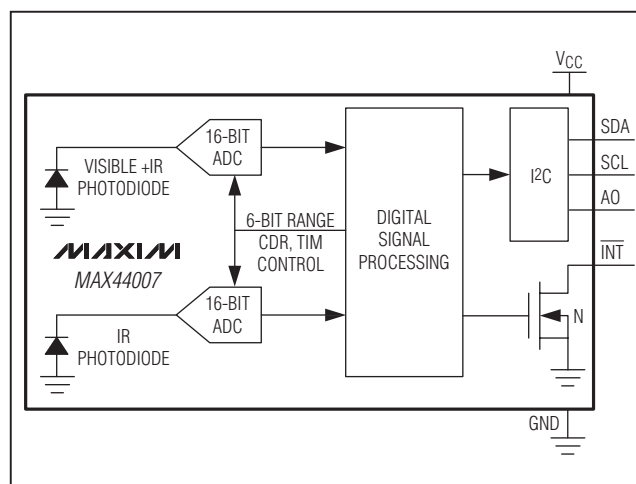 VCC
16-BIT
ADC
VISIBLE +IR
PHOTODIODE
6-BIT RANGE
CDR, TIM
CONTROL
MAXIM
MAX44007
16-BIT
ADC
IR
PHOTODIODE
DIGITAL
SIGNAL
PROCESSING
I2C
SDA
SCL
AO
INT
N
GND